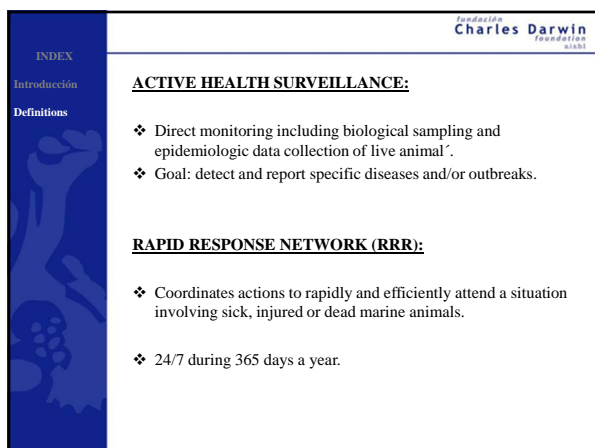 fundación
Charles Darwin
foundation
aisbl
INDEX
Introducción
Definitions
ACTIVE HEALTH SURVEILLANCE:
❖ Direct monitoring including biological sampling and
epidemiologic data collection of live animal´.
❖ Goal: detect and report specific diseases and/or outbreaks.
RAPID RESPONSE NETWORK (RRR):
❖ Coordinates actions to rapidly and efficiently attend a situation
involving sick, injured or dead marine animals.
❖ 24/7 during 365 days a year.